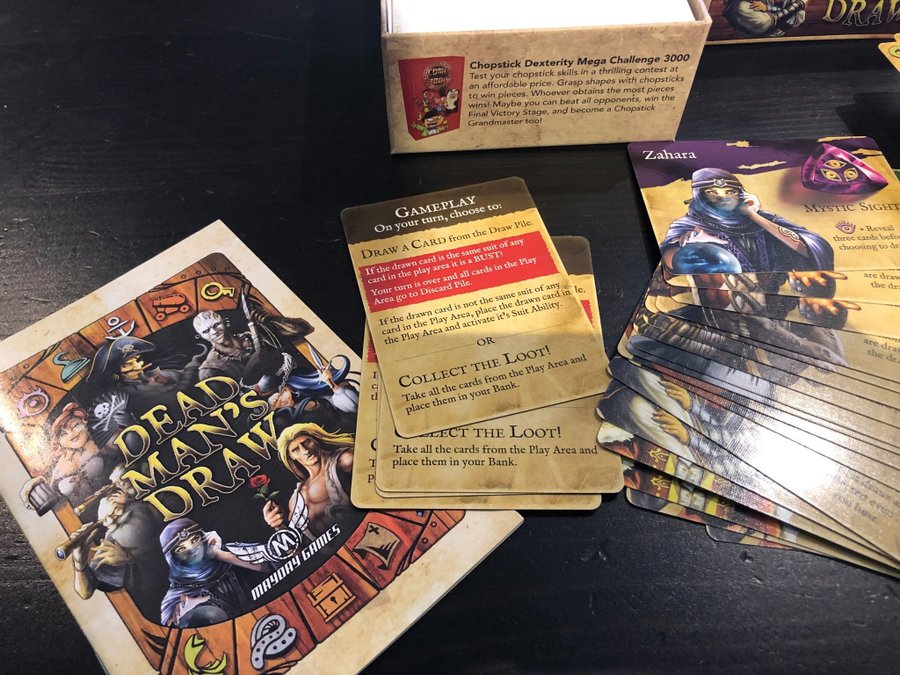 DRAW
Chopstick Dexterity Mega Challenge 3000
Test your chopstick skills in a thrilling contest at
an affordable price. Grasp shapes with chopsticks
to win pieces. Whoever obtains the most pieces
wins! Maybe you can beat all opponents, win the
Final Victory Stage, and become a Chopstick
Grandmaster too!
GAMEPLAY
On your turn, choose to:
DRAW A CARD from the Draw Pile.
If the drawn card is the same suit of any
card in the play area it is a BUST!
Your turn is over and all cards in the Play
Area go to Discard Pile.
If the drawn card is not the same suit of any
card in the Play Area, place the drawn card in
the Play Area and activate it's Suit Ability.
OR
COLLECT THE LOOT!
Take all the cards from the Play Area and
place them in your Bank.
COLLECT THE LOOT!
Take all the cards from the Play Area and
place them in your Bank.
Zahara
MYSTIC SIGHT
• Reveal
three cards before
choosing to
are drawn
the
DEAD
MAN'S
DRAW
M
MAYDAY GAMES